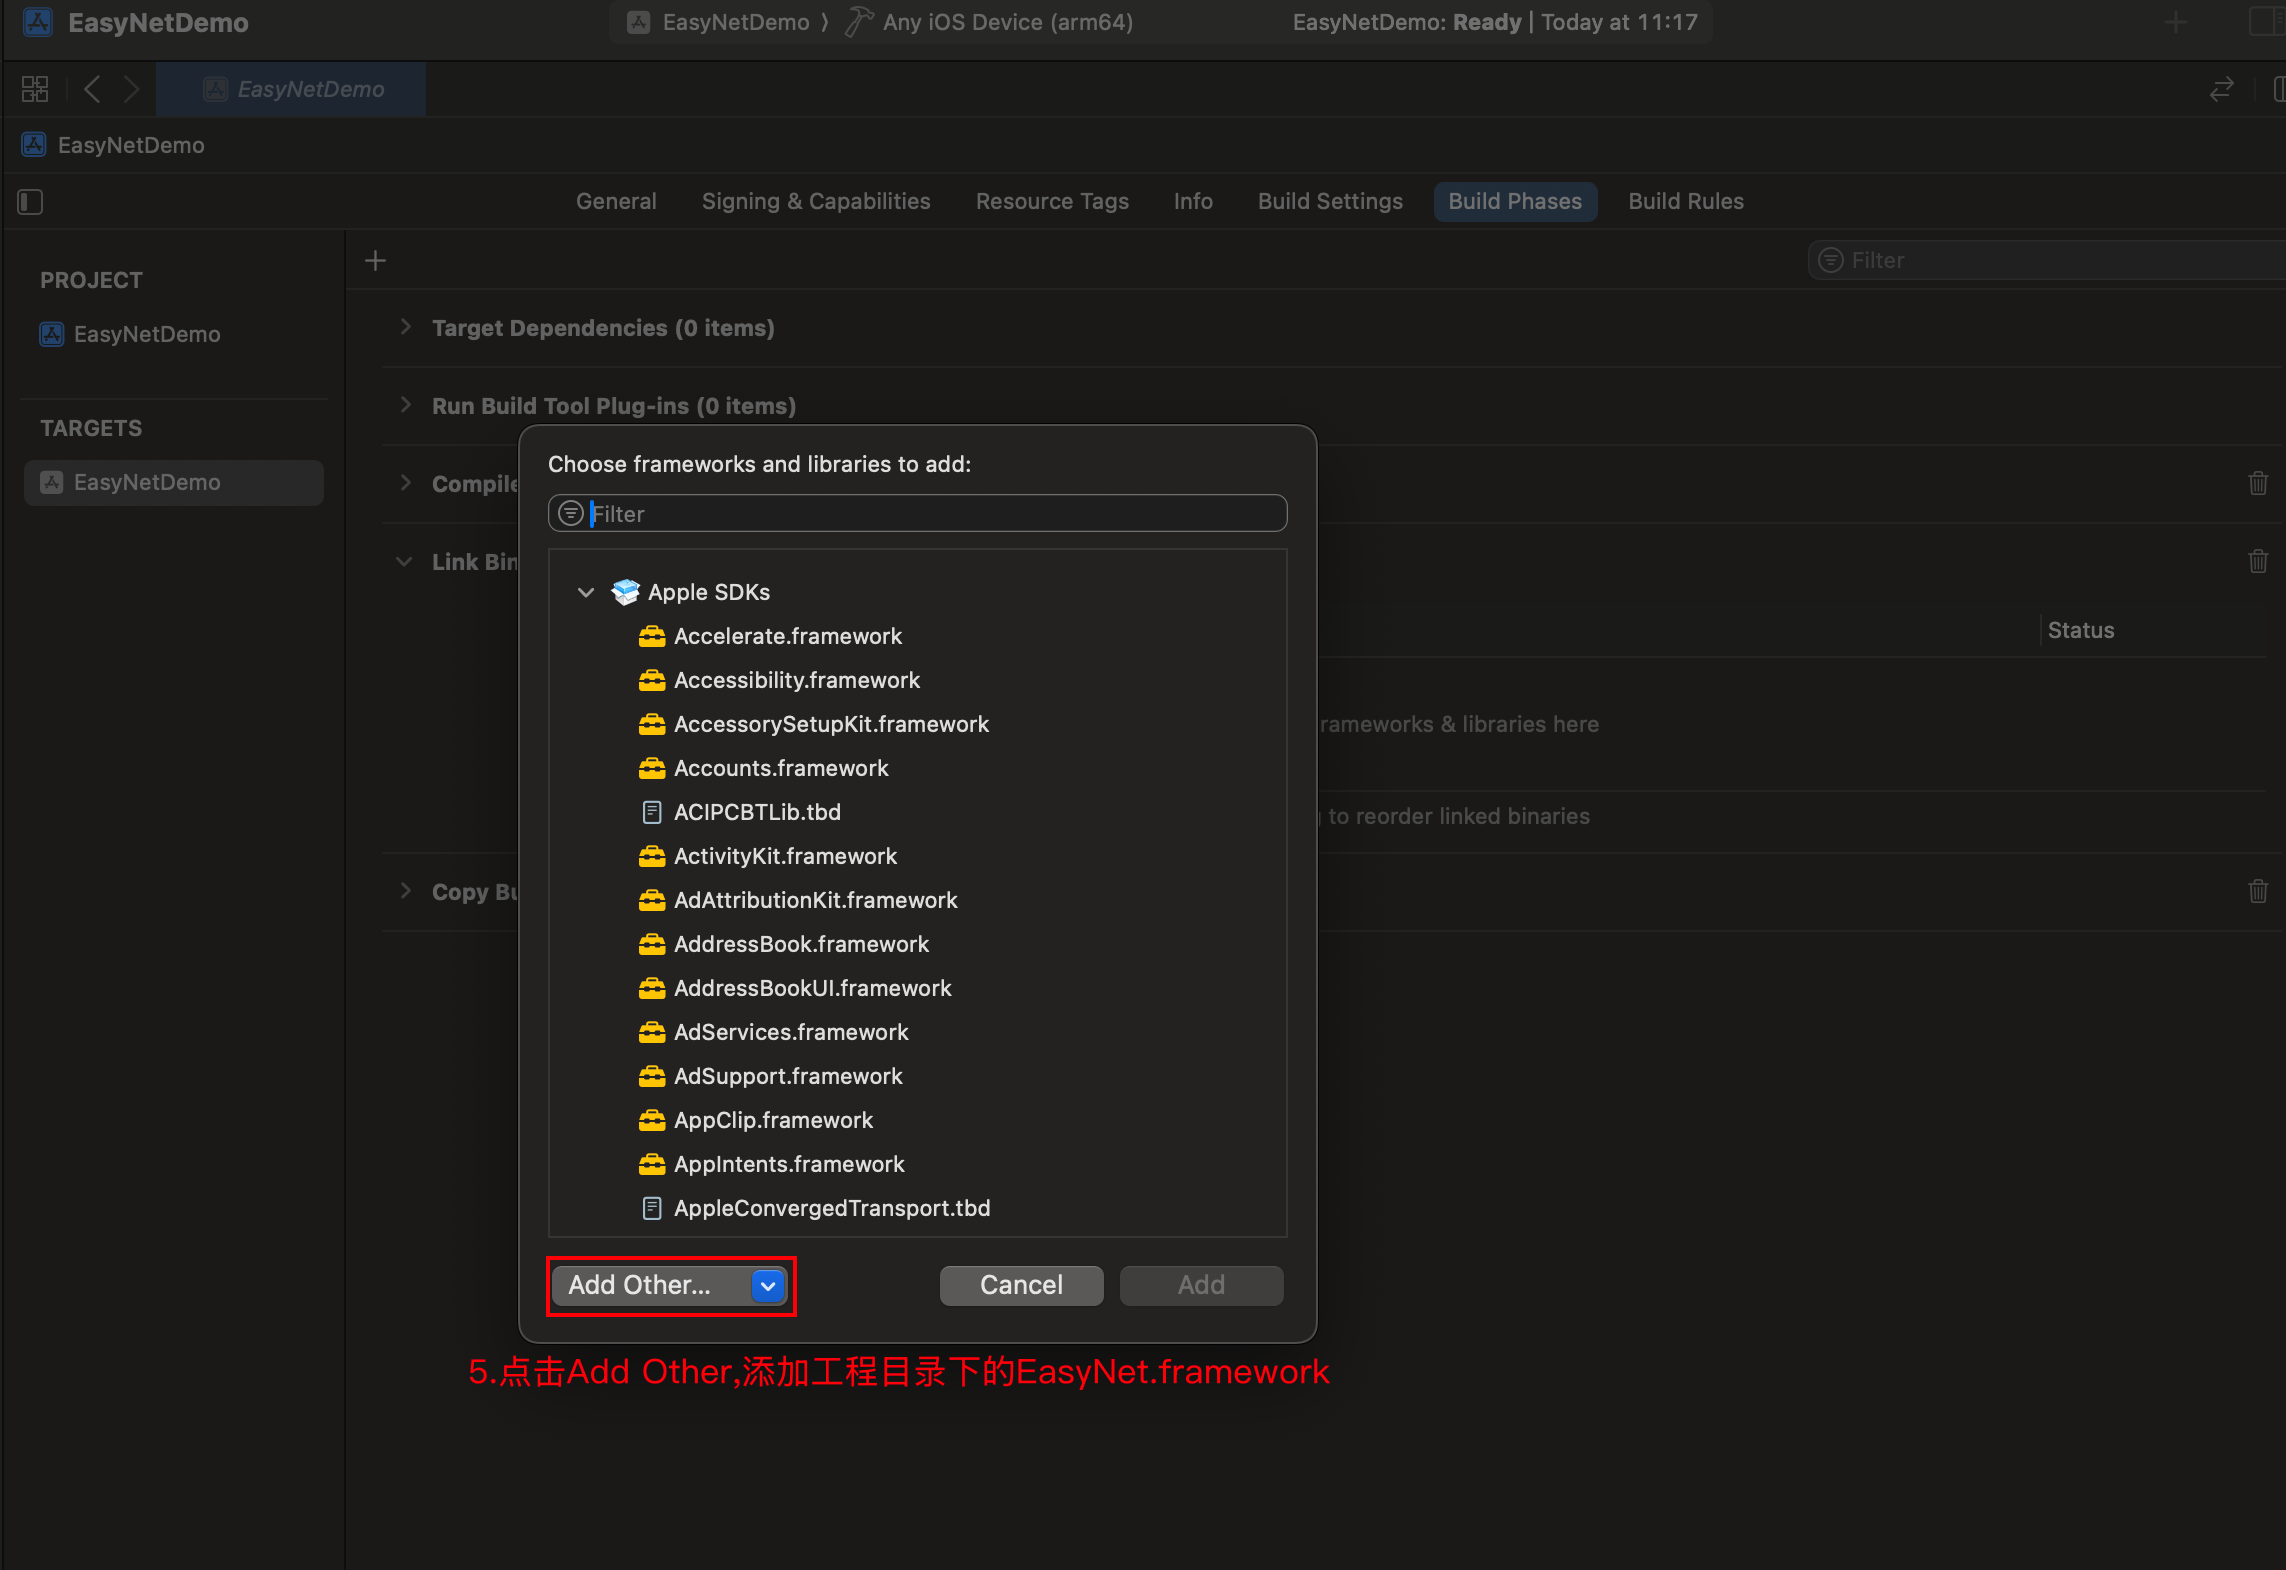 EasyNetDemo
EasyNetDemo
Any iOS Device (arm64)
EasyNetDemo: Ready | Today at 11:17
EasyNetDemo
EasyNetDemo
General
Signing & Capabilities
Resource Tags
Info
Build Settings
Build Phases
Build Rules
Filter
PROJECT
EasyNetDemo
TARGETS
EasyNetDemo
Target Dependencies (0 items)
Run Build Tool Plug-ins (0 items)
Compile
Link Bin
Status
rameworks & libraries here
to reorder linked binaries
Copy Bu
Choose frameworks and libraries to add:
Filter
Apple SDKs
Accelerate.framework
Accessibility.framework
AccessorySetupKit.framework
Accounts.framework
ACIPCBTLib.tbd
ActivityKit.framework
AdAttributionKit.framework
AddressBook.framework
AddressBookUI.framework
AdServices.framework
AdSupport.framework
AppClip.framework
AppIntents.framework
AppleConvergedTransport.tbd
Add Other...
Cancel
Add
5.点击Add Other,添加工程目录下的EasyNet.framework